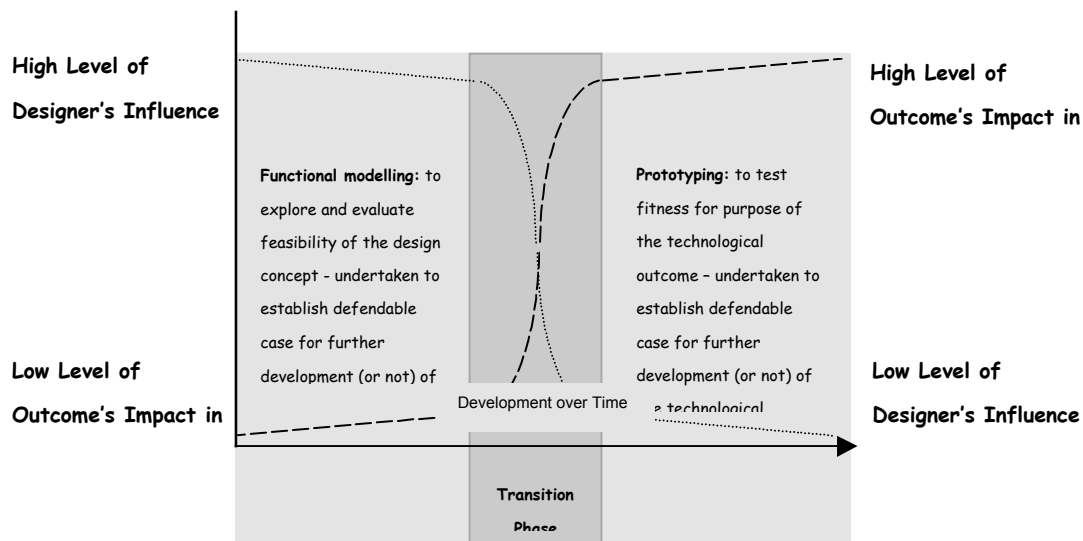 High Level of
Designer's Influence
High Level of
Outcome's Impact in
Functional modelling: to
explore and evaluate
feasibility of the design
concept - undertaken to
establish defendable
case for further
development (or not) of
Prototyping: to test
fitness for purpose of
the technological
outcome – undertaken to
establish defendable
case for further
development (or not) of
technological
Low Level of
Outcome's Impact in
Development over Time
Low Level of
Designer's Influence
Transition
Phase